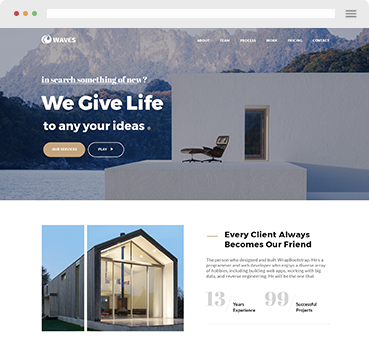 WAVES
ABOUT TEAM PROCESS WORK PRICING CONTACT
in search something of new?
We Give Life
to any your ideas
OUR SERVICES PLAY
Every Client Always
Becomes Our Friend
The person who designed and built WrapBootstrap. He's a
programmer and web developer who enjoys a diverse array
of hobbies, including building web apps, working with big
data, and reverse engineering. He will be the one that
13 Years
Experience
99 Successful
Projects